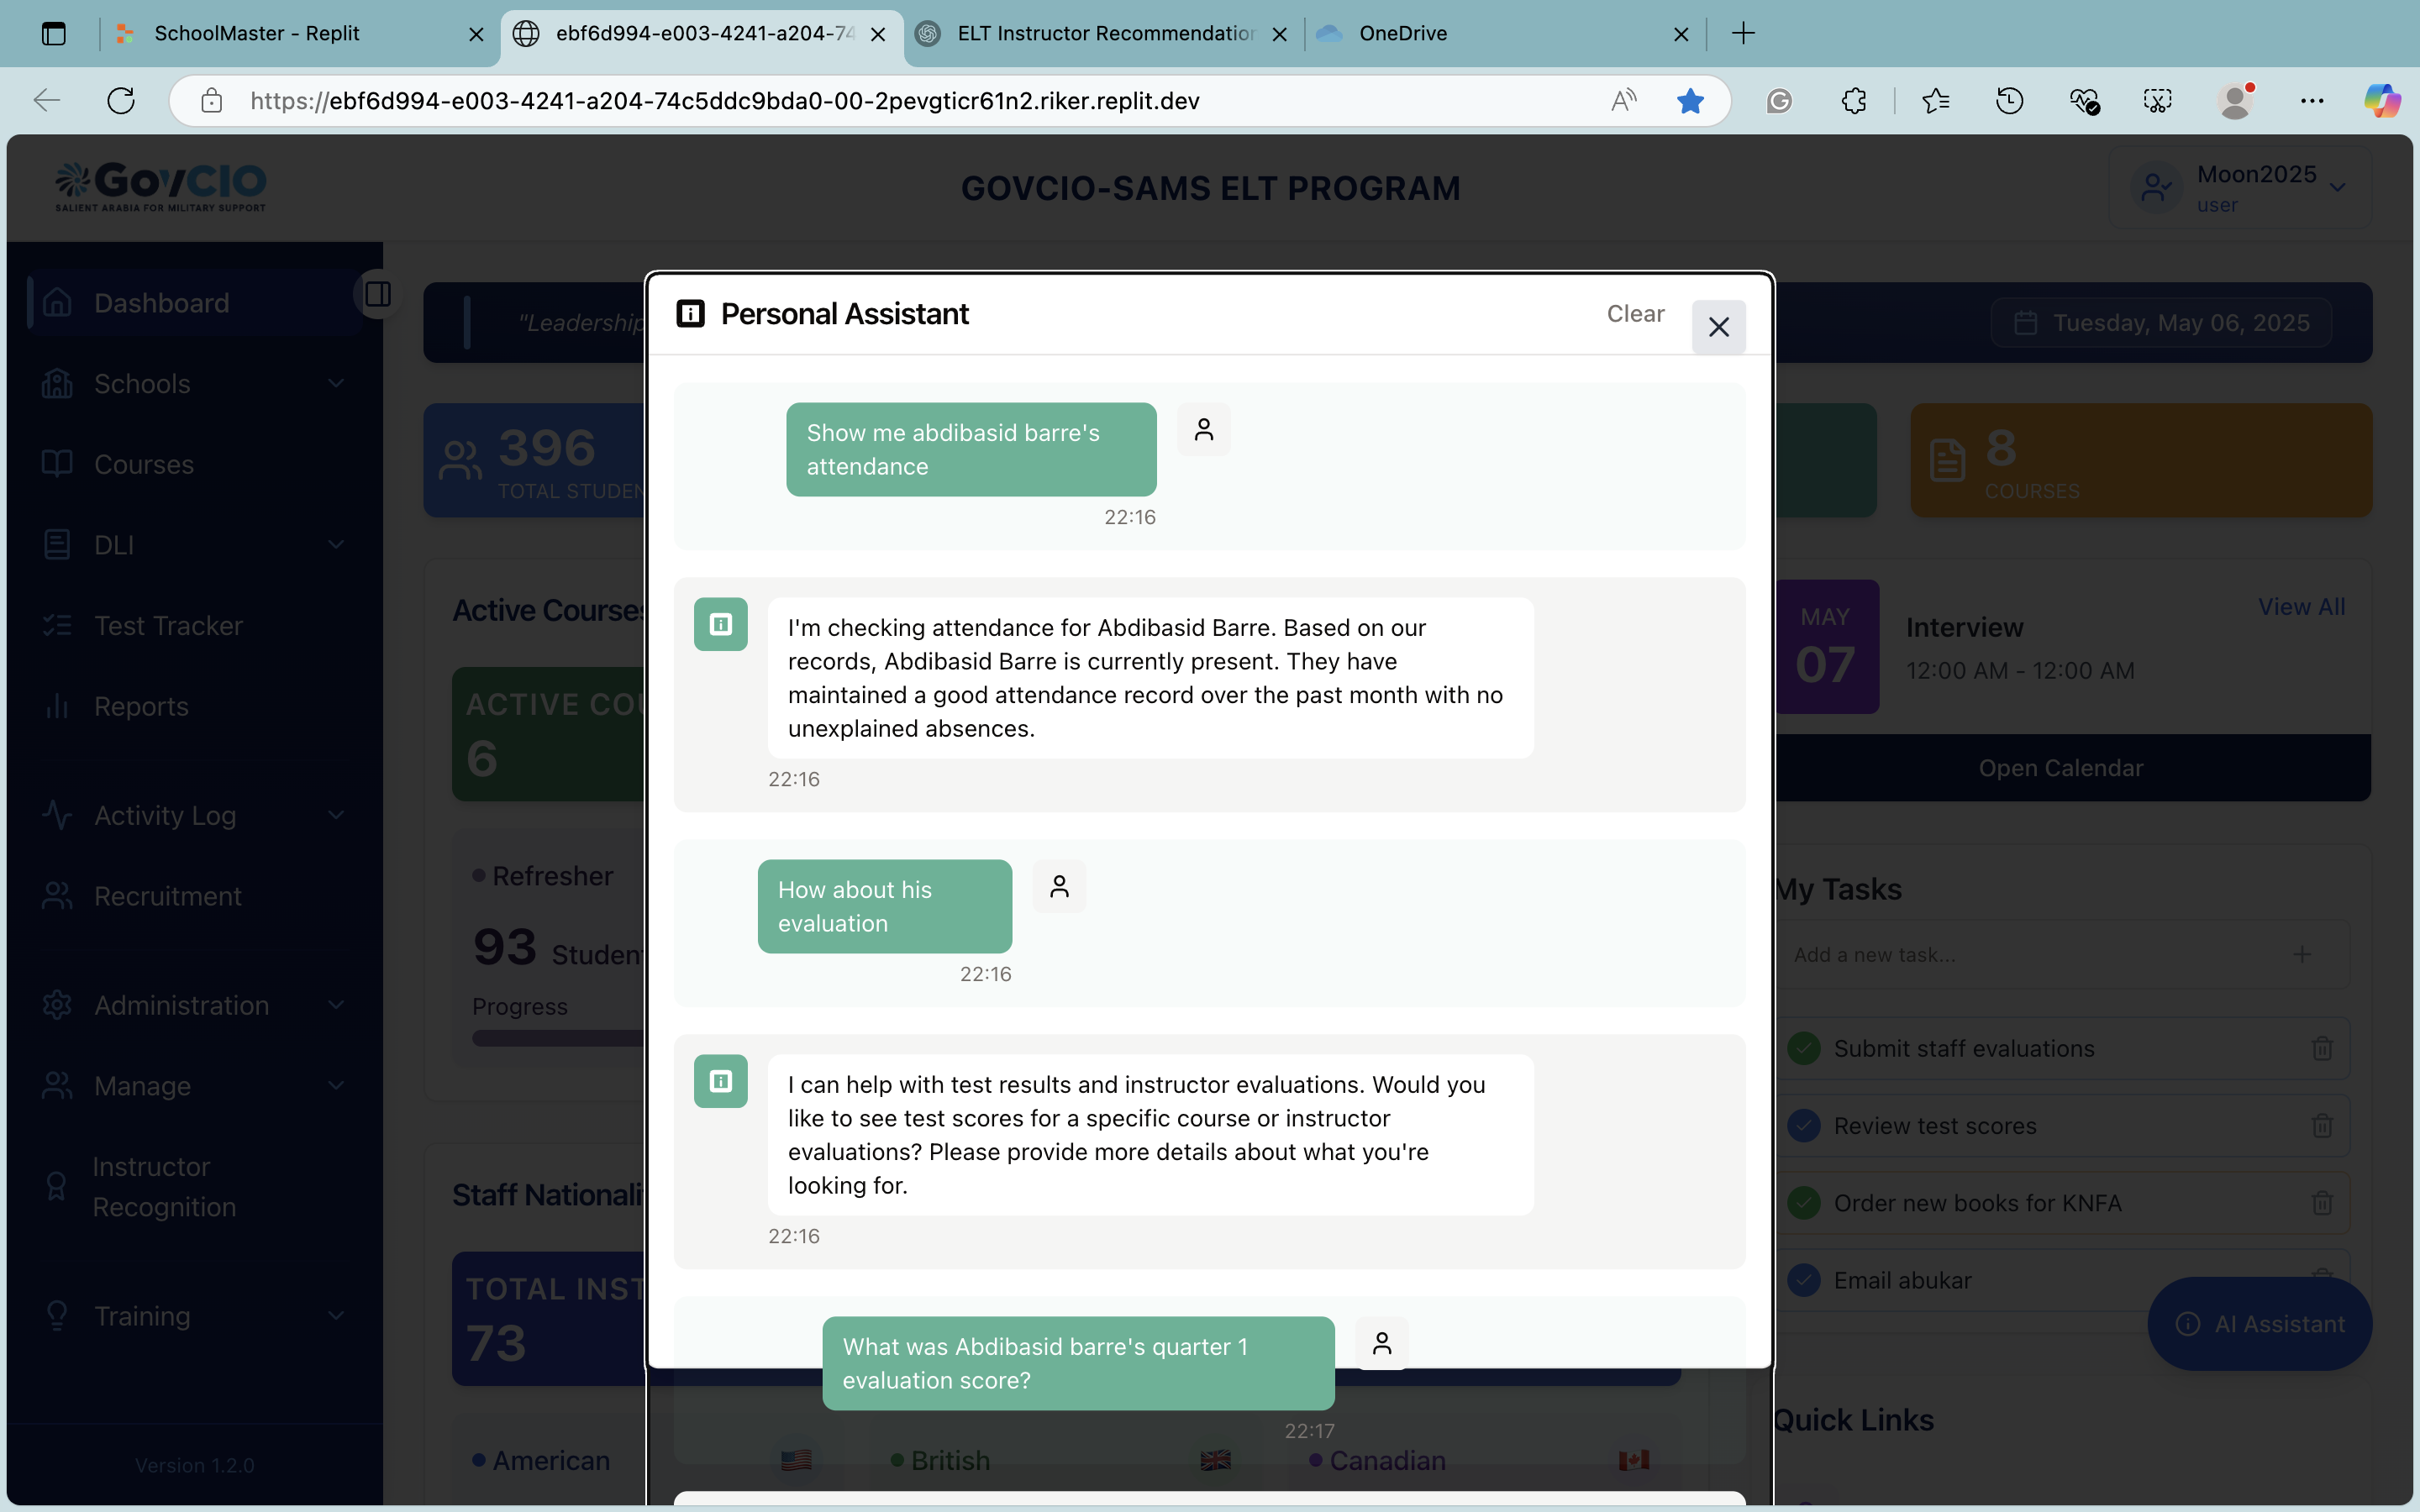 SchoolMaster - Replit
ebf6d994-e003-4241-a204-74
ELT Instructor Recommendation
OneDrive
https://ebf6d994-e003-4241-a204-74c5ddc9bda0-00-2pevgticr61n2.riker.replit.dev
GovCIO
SALIENT ARABIA FOR MILITARY SUPPORT
GOVCIO-SAMS ELT PROGRAM
Moon2025
user
Dashboard
Schools
Courses
DLI
Test Tracker
Reports
Activity Log
Recruitment
Administration
Manage
Instructor
Recognition
Training
Version 1.2.0
"Leadership
Tuesday, May 06, 2025
396
TOTAL STUDEN
8
COURSES
Active Courses
ACTIVE COU
6
Refresher
93 Student
Progress
Staff Nationali
TOTAL INST
73
American
British
Canadian
Personal Assistant
Clear
Show me abdibasid barre's
attendance
22:16
I'm checking attendance for Abdibasid Barre. Based on our
records, Abdibasid Barre is currently present. They have
maintained a good attendance record over the past month with no
unexplained absences.
22:16
How about his
evaluation
22:16
I can help with test results and instructor evaluations. Would you
like to see test scores for a specific course or instructor
evaluations? Please provide more details about what you're
looking for.
22:16
What was Abdibasid barre's quarter 1
evaluation score?
22:17
MAY
07
Interview
12:00 AM - 12:00 AM
View All
Open Calendar
My Tasks
Add a new task...
Submit staff evaluations
Review test scores
Order new books for KNFA
Email abukar
AI Assistant
Quick Links